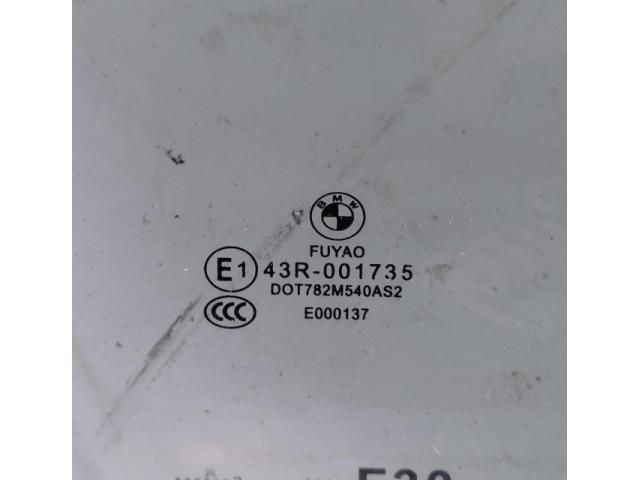 BMW
FUYAO
E1 43R-001735
DOT782M540AS2
CCC E000137